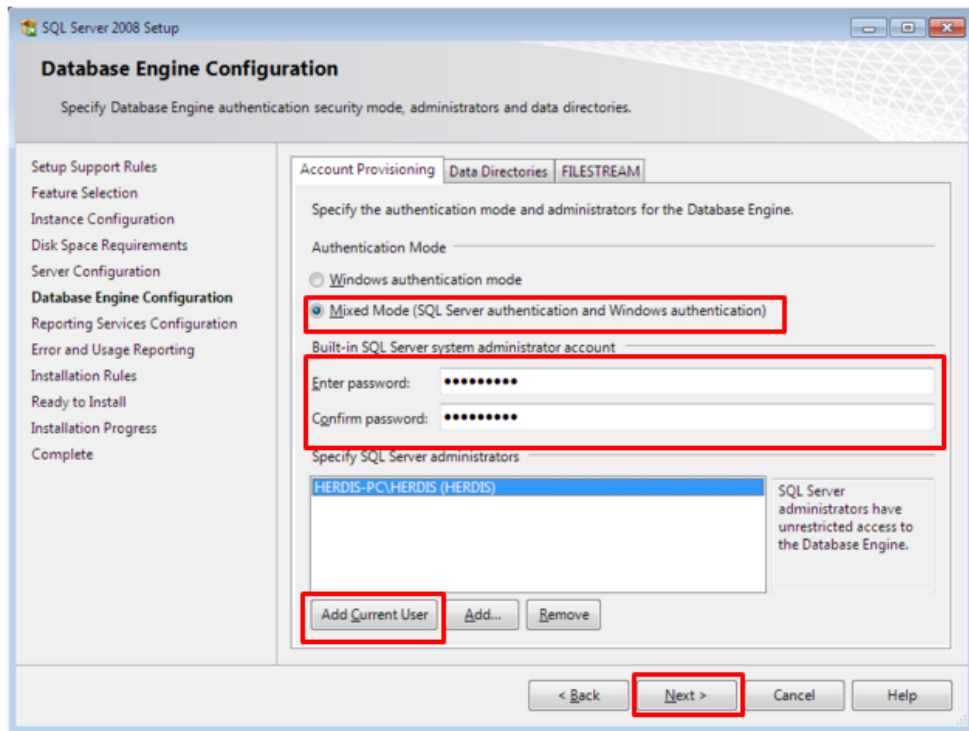 SQL Server 2008 Setup
Database Engine Configuration
Specify Database Engine authentication security mode, administrators and data directories.
Setup Support Rules
Feature Selection
Instance Configuration
Disk Space Requirements
Server Configuration
Database Engine Configuration
Reporting Services Configuration
Error and Usage Reporting
Installation Rules
Ready to Install
Installation Progress
Complete
Account Provisioning Data Directories FILESTREAM
Specify the authentication mode and administrators for the Database Engine.
Authentication Mode
Windows authentication mode
Mixed Mode (SQL Server authentication and Windows authentication)
Built-in SQL Server system administrator account
Enter password: •••••••••
Confirm password: •••••••••
Specify SQL Server administrators
HERDIS-PC\HERDIS (HERDIS)
SQL Server
administrators have
unrestricted access to
the Database Engine.
Add Current User Add... Remove
< Back Next > Cancel Help